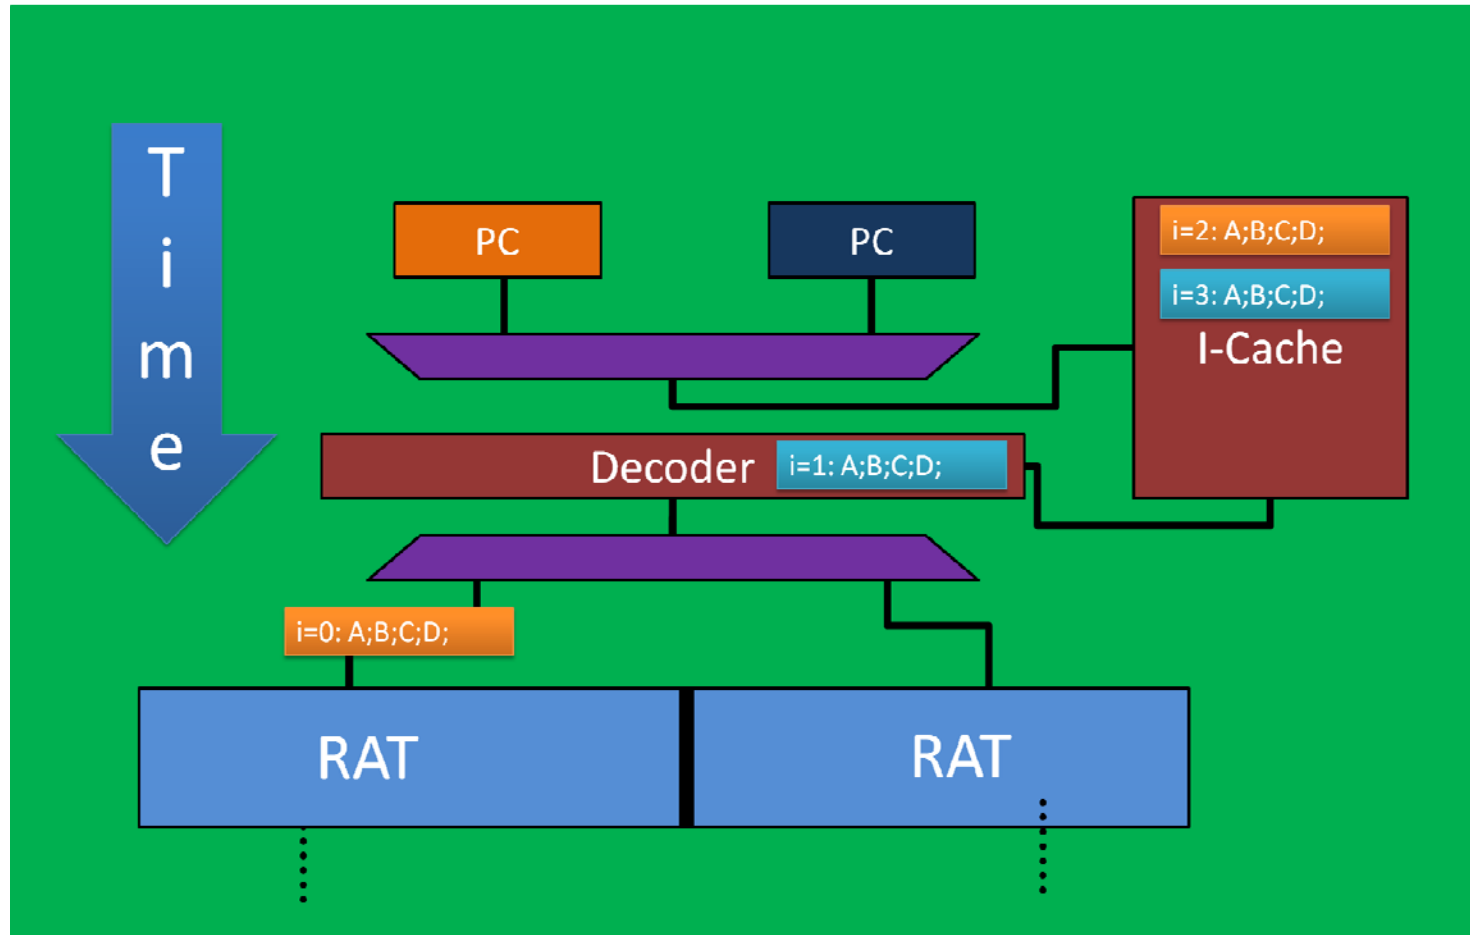 T
i
m
e
PC
PC
i=2: A;B;C;D;
i=3: A;B;C;D;
I-Cache
Decoder
i=1: A;B;C;D;
i=0: A;B;C;D;
RAT
RAT